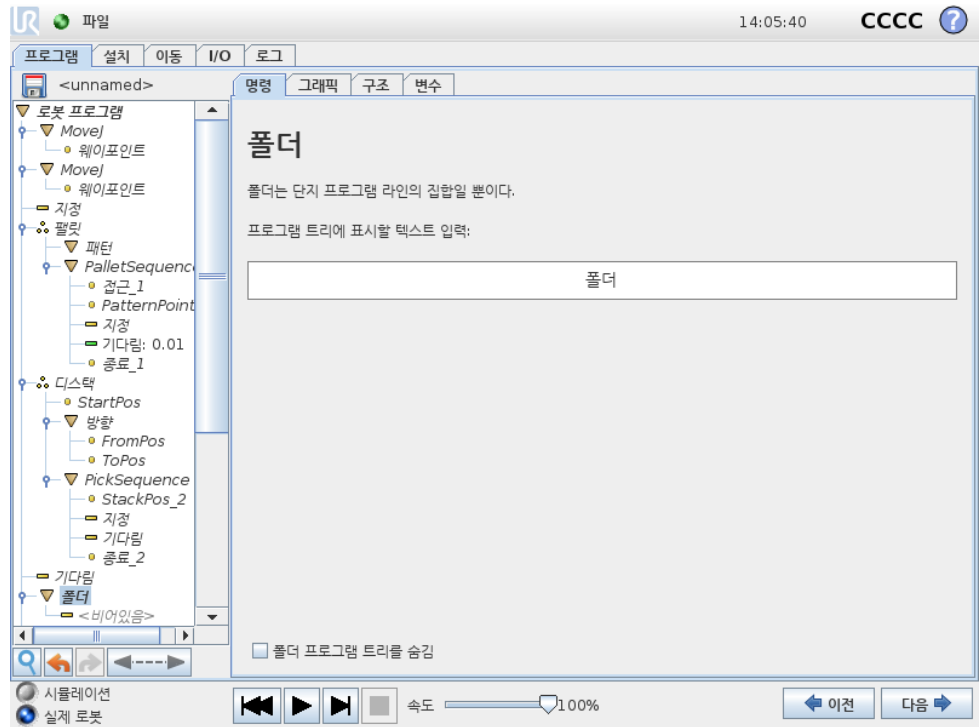 UR 파일 14:05:40 CCCC ?
프로그램 설치 이동 I/O 로그
<unnamed> 명령 그래픽 구조 변수
로봇 프로그램
MoveJ
웨이포인트
MoveJ
웨이포인트
지정
팔릿
패턴
PalletSequenc
접근_1
PatternPoint
지정
기다림: 0.01
종료_1
디스택
StartPos
방향
FromPos
ToPos
PickSequence
StackPos_2
지정
기다림
종료_2
기다림
폴더
<비어있음>
폴더
폴더는 단지 프로그램 라인의 집합일 뿐이다.
프로그램 트리에 표시할 텍스트 입력:
폴더
폴더 프로그램 트리를 숨김
시뮬레이션
실제 로봇
속도 100%
이전 다음